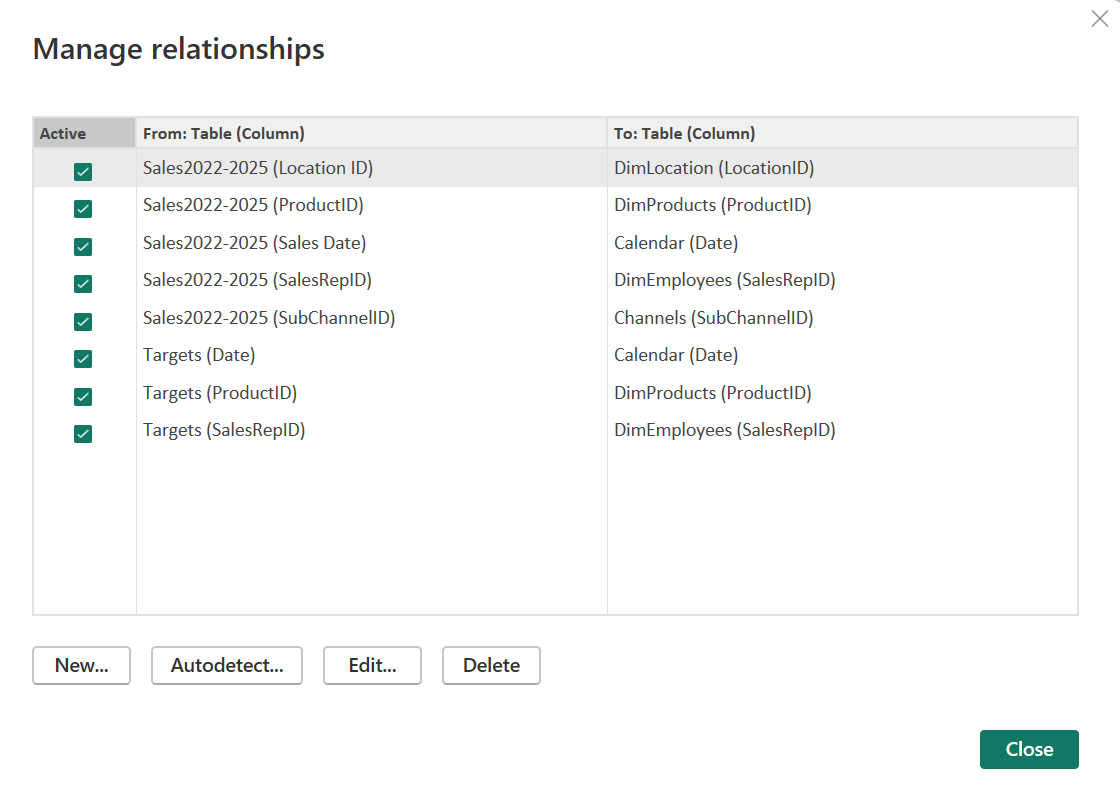 Manage relationships
Active From: Table (Column) To: Table (Column)
Sales2022-2025 (Location ID) DimLocation (LocationID)
Sales2022-2025 (ProductID) DimProducts (ProductID)
Sales2022-2025 (Sales Date) Calendar (Date)
Sales2022-2025 (SalesRepID) DimEmployees (SalesRepID)
Sales2022-2025 (SubChannelID) Channels (SubChannelID)
Targets (Date) Calendar (Date)
Targets (ProductID) DimProducts (ProductID)
Targets (SalesRepID) DimEmployees (SalesRepID)
New... Autodetect... Edit... Delete
Close